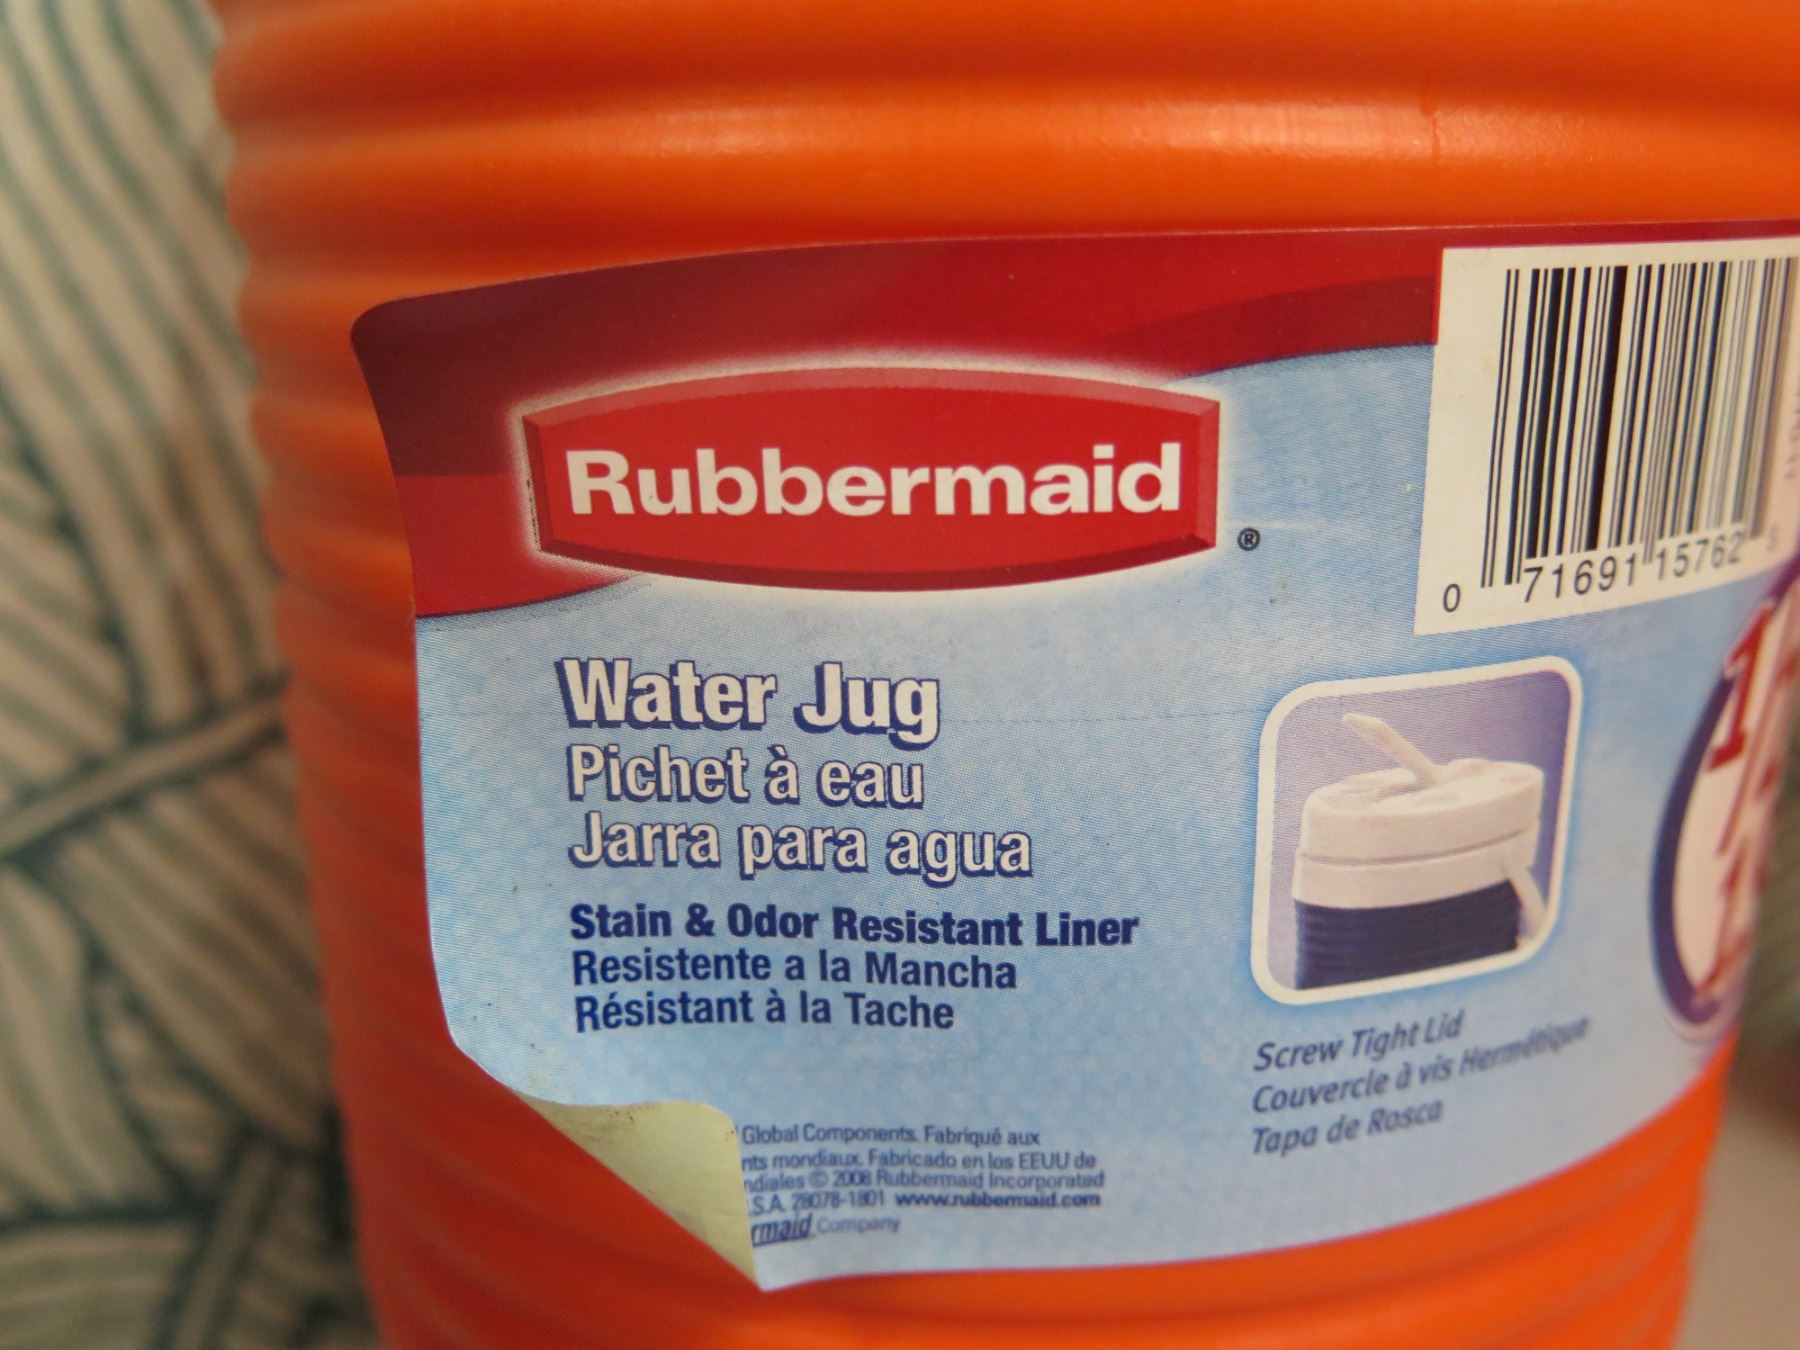 Rubbermaid
®
0 71691 15762
Water Jug
Pichet à eau
Jarra para agua
Stain & Odor Resistant Liner
Resistente a la Mancha
Résistant à la Tache
Screw Tight Lid
Couvercle à vis Hermétique
Tapa de Rosca
Global Components. Fabriqué aux
nts mondiaux. Fabricado en los EEUU de
ndiales © 2008 Rubbermaid Incorporated
.S.A. 28078-1801 www.rubbermaid.com
rmaid Company